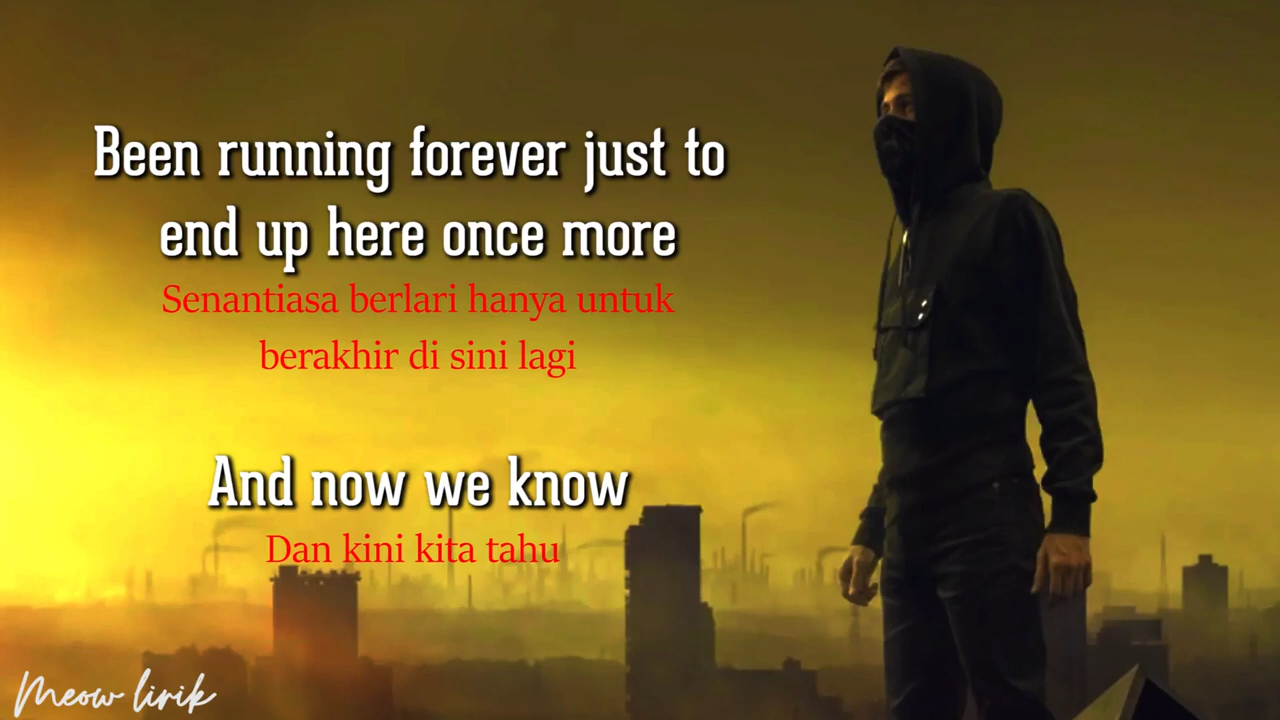 Been running forever just to
end up here once more
Senantiasa berlari hanya untuk
berakhir di sini lagi
And now we know
Dan kini kita tahu
Meow lirik